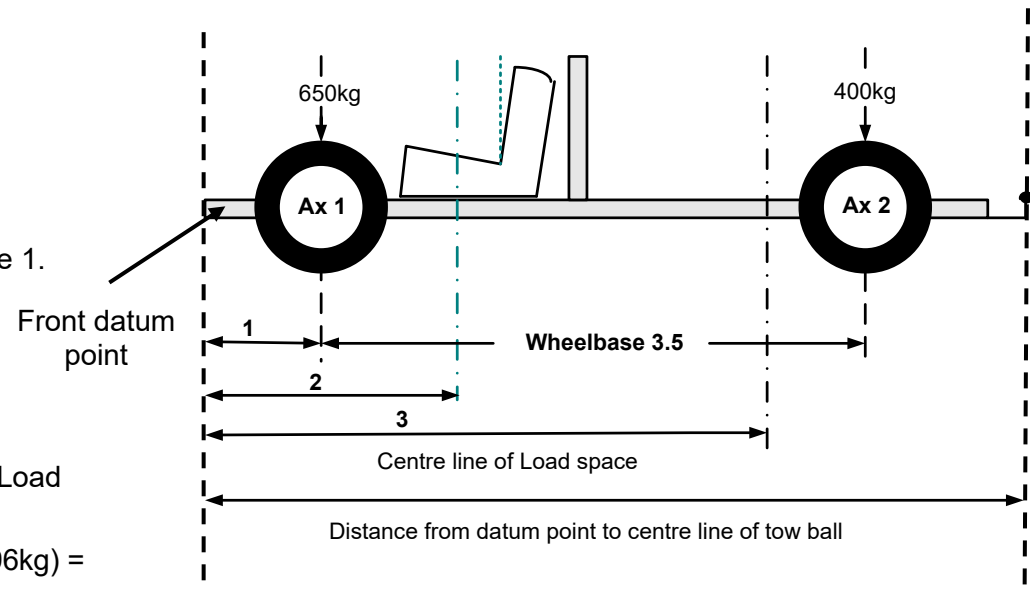 650kg
400kg
Ax 1
Ax 2
e 1.
Front datum
point
1
Wheelbase 3.5
2
3
Centre line of Load space
Load
Distance from datum point to centre line of tow ball
6kg) =